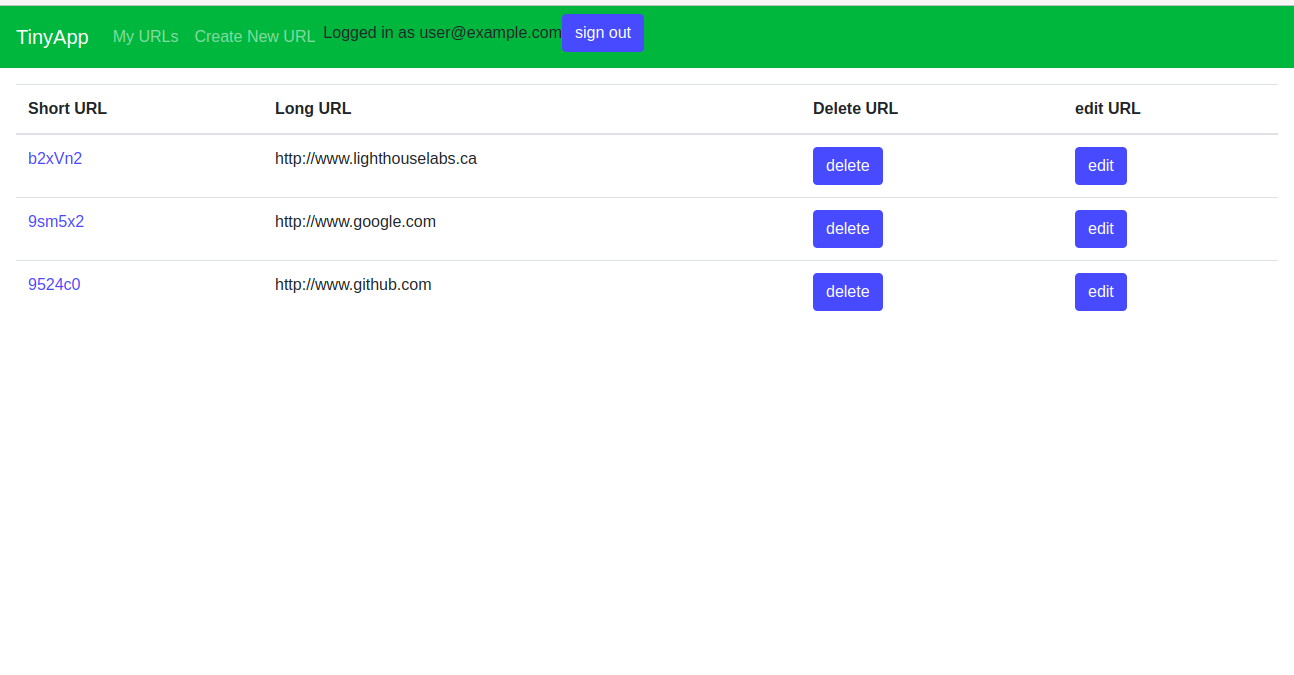 TinyApp My URLs Create New URL Logged in as user@example.com sign out
Short URL Long URL Delete URL edit URL
b2xVn2 http://www.lighthouselabs.ca delete edit
9sm5x2 http://www.google.com delete edit
9524c0 http://www.github.com delete edit